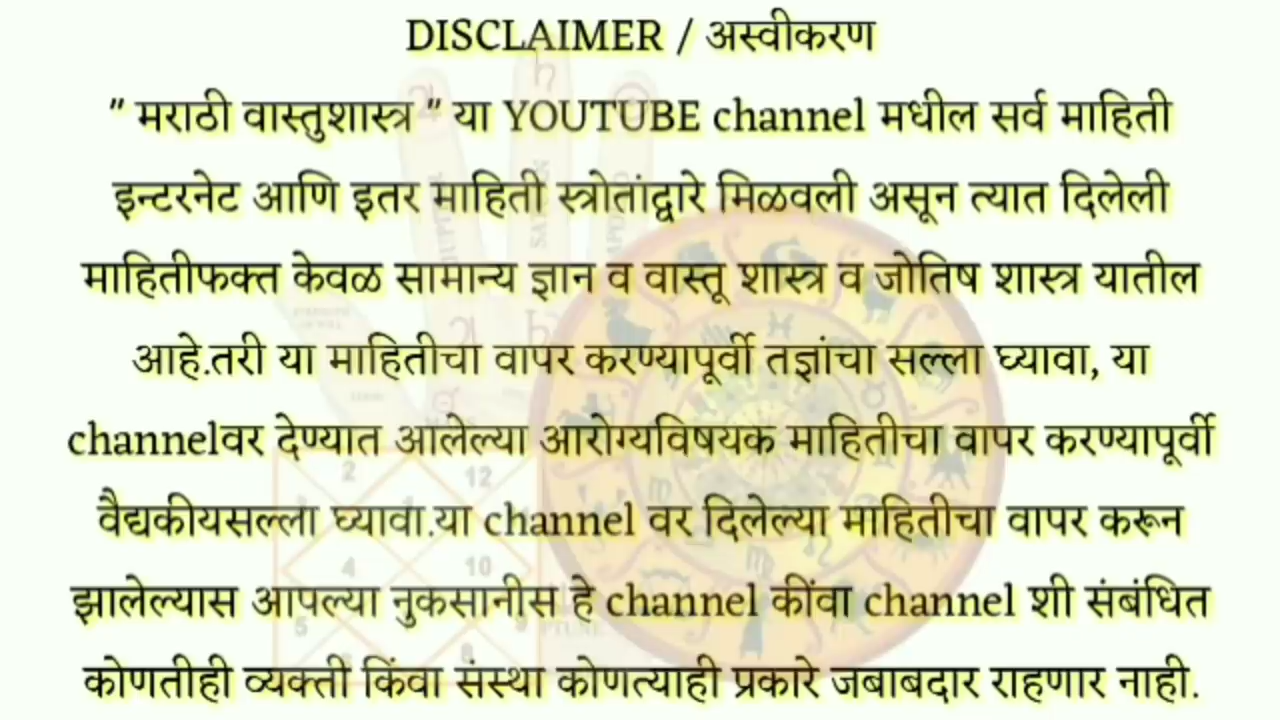 DISCLAIMER / अस्वीकरण
" मराठी वास्तुशास्त्र " या YOUTUBE channel मधील सर्व माहिती
इन्टरनेट आणि इतर माहिती स्त्रोतांद्वारे मिळवली असून त्यात दिलेली
माहितीफक्त केवळ सामान्य ज्ञान व वास्तू शास्त्र व जोतिष शास्त्र यातील
आहे.तरी या माहितीचा वापर करण्यापूर्वी तज्ञांचा सल्ला घ्यावा, या
channelवर देण्यात आलेल्या आरोग्यविषयक माहितीचा वापर करण्यापूर्वी
वैद्यकीयसल्ला घ्यावा.या channel वर दिलेल्या माहितीचा वापर करून
झालेल्यास आपल्या नुकसानीस हे channel कींवा channel शी संबंधित
कोणतीही व्यक्ती किंवा संस्था कोणत्याही प्रकारे जबाबदार राहणार नाही.